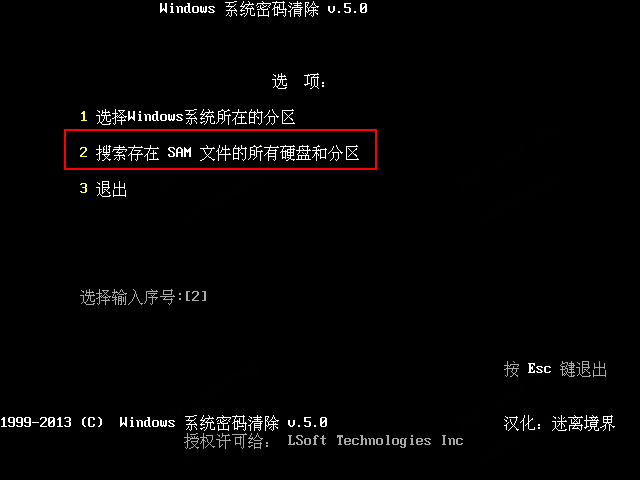 Windows 系统密码清除 v.5.0
选 项:
1 选择Windows系统所在的分区
2 搜索存在 SAM 文件的所有硬盘和分区
3 退出
选择输入序号:[2]
按 Esc 键退出
1999-2013 (C) Windows 系统密码清除 v.5.0 汉化: 迷离境界
授权许可给: LSoft Technologies Inc